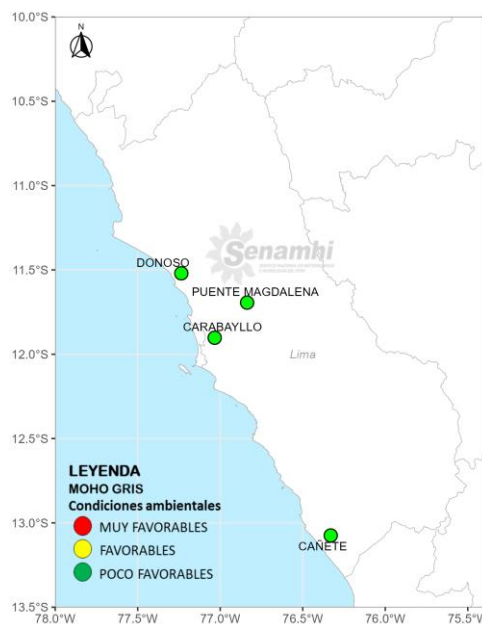 10.0°S
N
10.5°S
11.0°S
Senamhi
DONOSO
11.5°S
PUENTE MAGDALENA
CARABAYLLO
12.0°S
Lima
12.5°S
LEYENDA
MOHO GRIS
Condiciones ambientales
13.0°S
MUY FAVORABLES
CAÑETE
FAVORABLES
POCO FAVORABLES
13.5°S
78.0°W 77.5°W 77.0°W 76.5°W 76.0°W 75.5°W